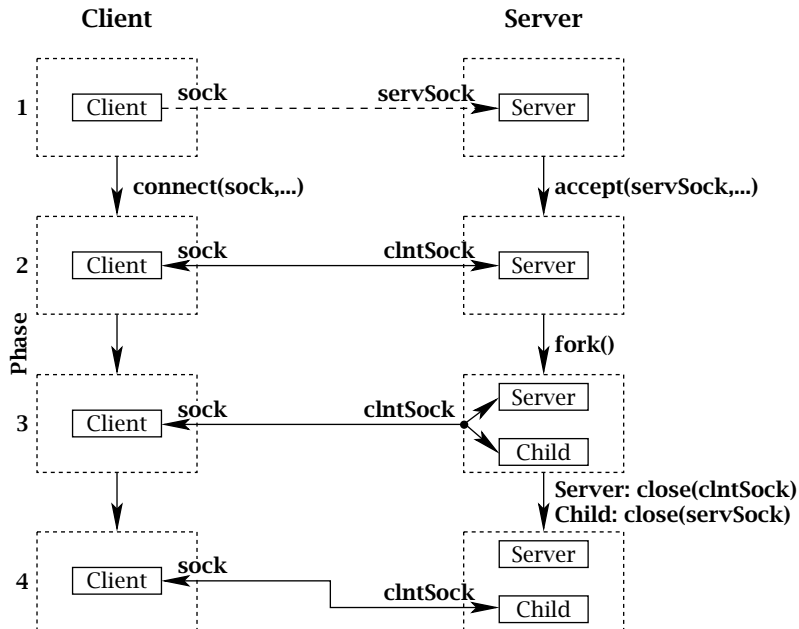 Client Server
1 Client sock servSock Server
connect(sock,...) accept(servSock,...)
2 Client sock clntSock Server
Phase
fork()
3 Client sock clntSock Server
Child
Server: close(clntSock)
Child: close(servSock)
4 Client sock Server
clntSock Child